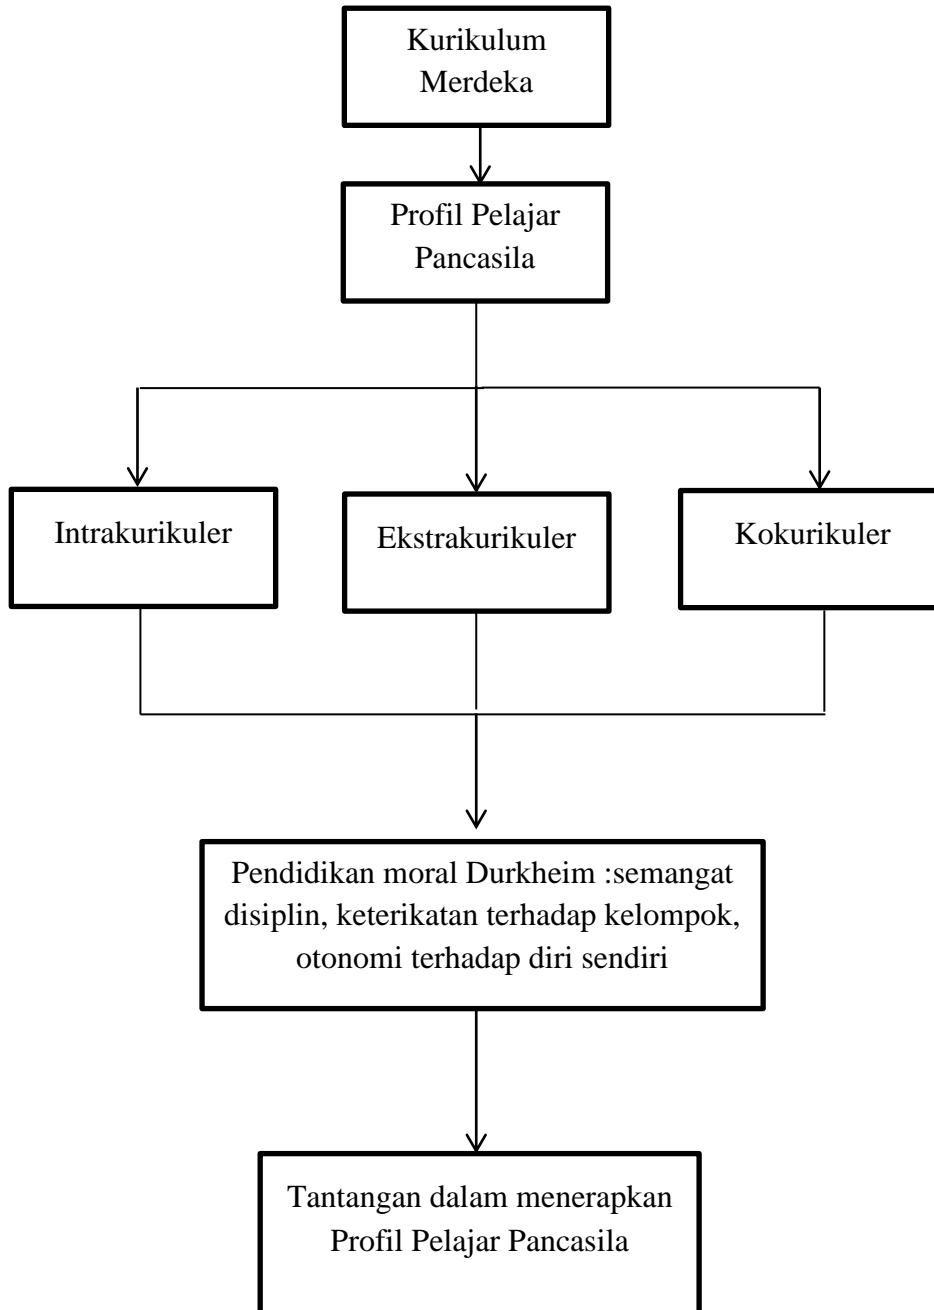 Kurikulum
Merdeka
Profil Pelajar
Pancasila
Intrakurikuler
Ekstrakurikuler
Kokurikuler
Pendidikan moral Durkheim :semangat
disiplin, keterikatan terhadap kelompok,
otonomi terhadap diri sendiri
Tantangan dalam menerapkan
Profil Pelajar Pancasila